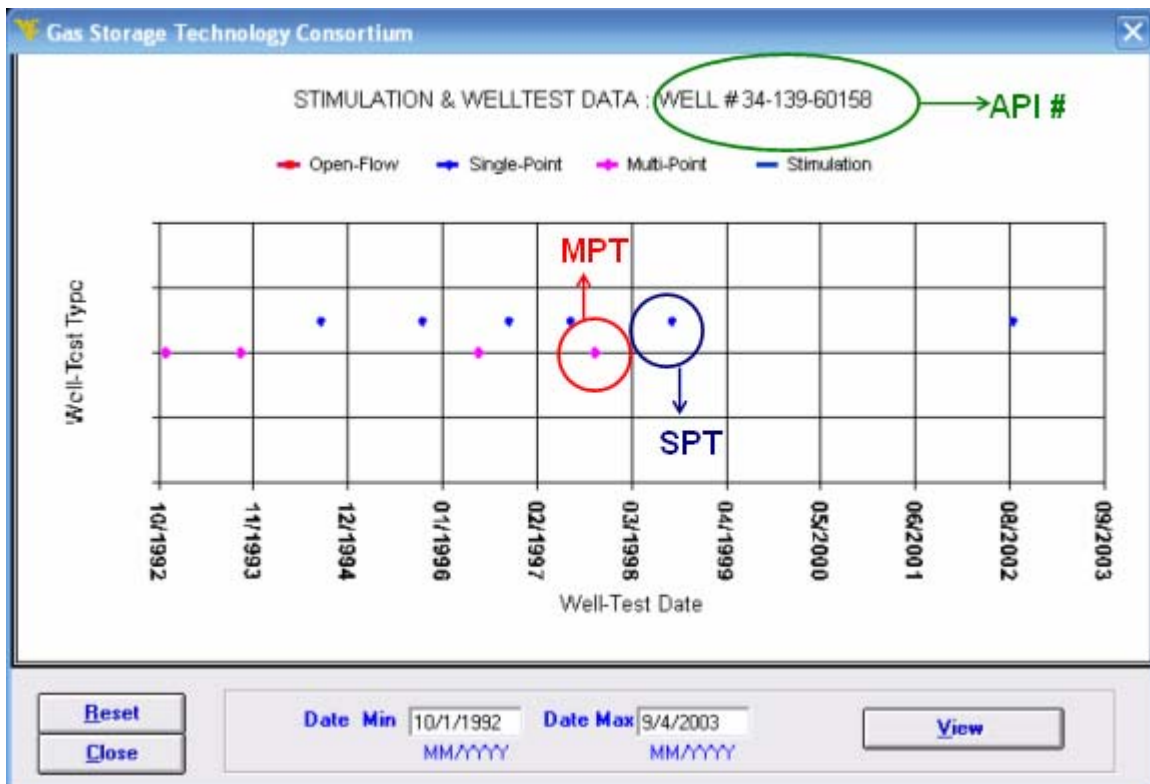 Gas Storage Technology Consortium
STIMULATION & WELLTEST DATA : WELL # 34-139-60158
API #
Open-Flow Single-Point Multi-Point Stimulation
MPT
SPT
Well-Test Type
10/1992 11/1993 12/1994 01/1996 02/1997 03/1998 04/1999 05/2000 06/2001 08/2002 09/2003
Well-Test Date
Reset
Close
Date Min 10/1/1992 Date Max 9/4/2003
MM/YYYY MM/YYYY
View